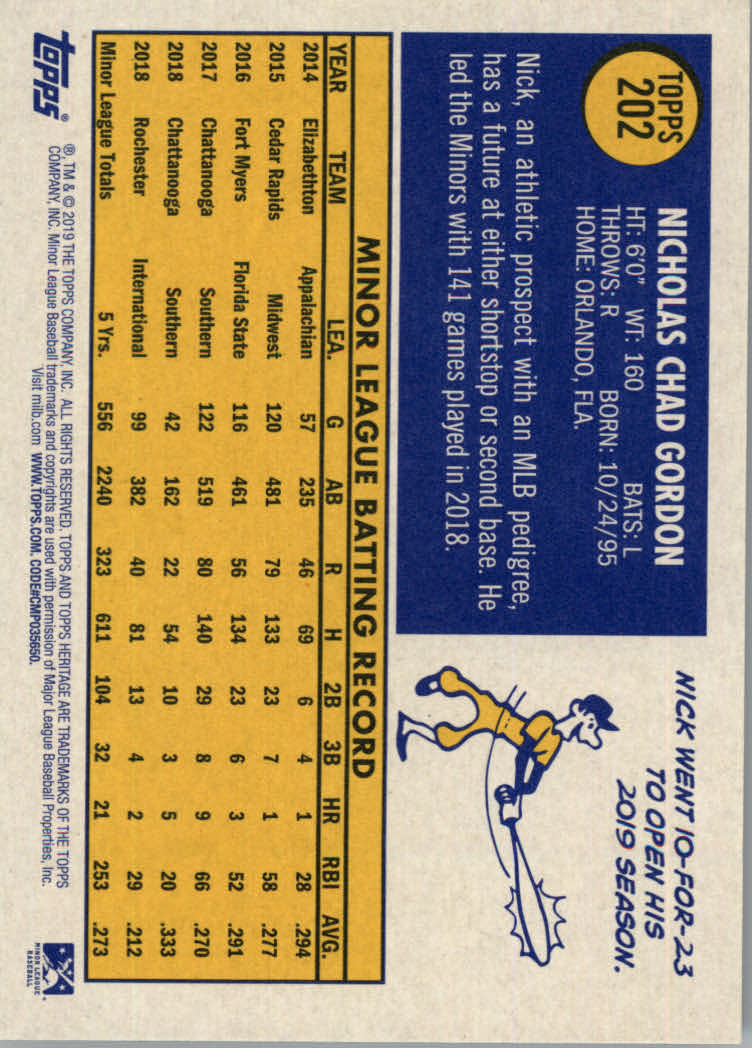 TOPPS
202
NICHOLAS CHAD GORDON
HT: 6'0" WT: 160 BATS: L
THROWS: R BORN: 10/24/95
HOME: ORLANDO, FLA.
Nick, an athletic prospect with an MLB pedigree,
has a future at either shortstop or second base. He
led the Minors with 141 games played in 2018.
NICK WENT 10-FOR-23
TO OPEN HIS
2019 SEASON.
MINOR LEAGUE BATTING RECORD
YEAR TEAM LEA. G AB R H 2B 3B HR RBI AVG.
2014 Elizabethton Appalachian 57 235 46 69 6 4 1 28 .294
2015 Cedar Rapids Midwest 120 481 79 133 23 7 1 58 .277
2016 Fort Myers Florida State 116 461 56 134 23 6 3 52 .291
2017 Chattanooga Southern 122 519 80 140 29 8 9 66 .270
2018 Chattanooga Southern 42 162 22 54 10 3 5 20 .333
2018 Rochester International 99 382 40 81 13 4 2 29 .212
Minor League Totals 5 Yrs. 556 2240 323 611 104 32 21 253 .273
topps®
®, TM & © 2019 THE TOPPS COMPANY, INC. ALL RIGHTS RESERVED. TOPPS AND TOPPS HERITAGE ARE TRADEMARKS OF THE TOPPS
COMPANY, INC. Minor League Baseball trademarks and copyrights are used with permission of Major League Baseball Properties, Inc.
Visit milb.com WWW.TOPPS.COM. CODE#CMP035650.
MINOR LEAGUE
BASEBALL